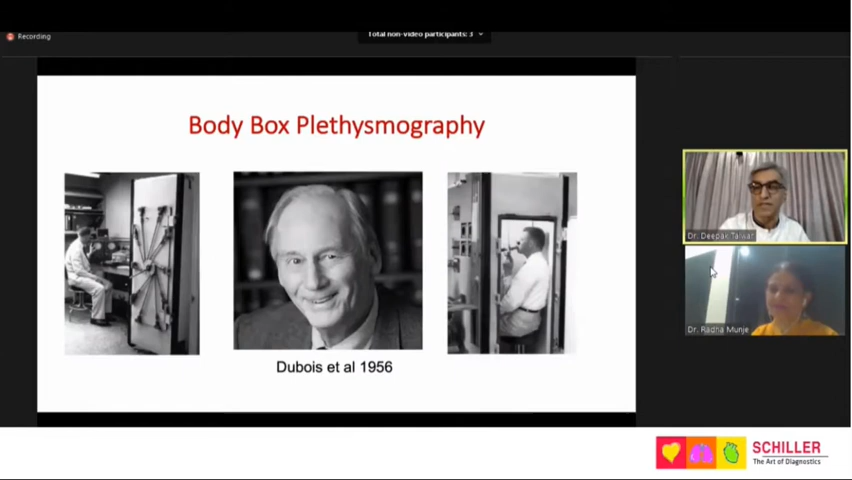 Recording
Total non-video participants: 3
Body Box Plethysmography
Dr. Deepak Talwar
Dr. Radha Munje
Dubois et al 1956
SCHILLER
The Art of Diagnostics